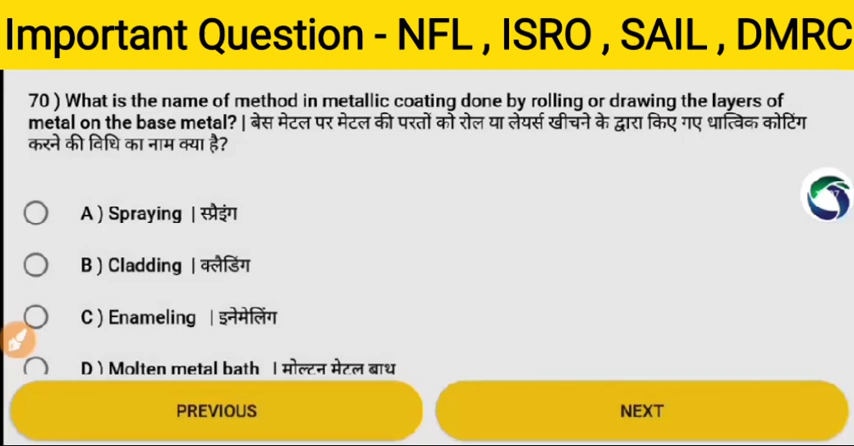 Important Question - NFL , ISRO , SAIL , DMRC
70 ) What is the name of method in metallic coating done by rolling or drawing the layers of
metal on the base metal? | बेस मेटल पर मेटल की परतों को रोल या लेयर्स खीचने के द्वारा किए गए धात्विक कोटिंग
करने की विधि का नाम क्या है?
A ) Spraying | स्प्रैइंग
B ) Cladding | क्लैडिंग
C ) Enameling | इनेमेलिंग
D ) Molten metal bath | मोल्टन मेटल बाथ
PREVIOUS NEXT